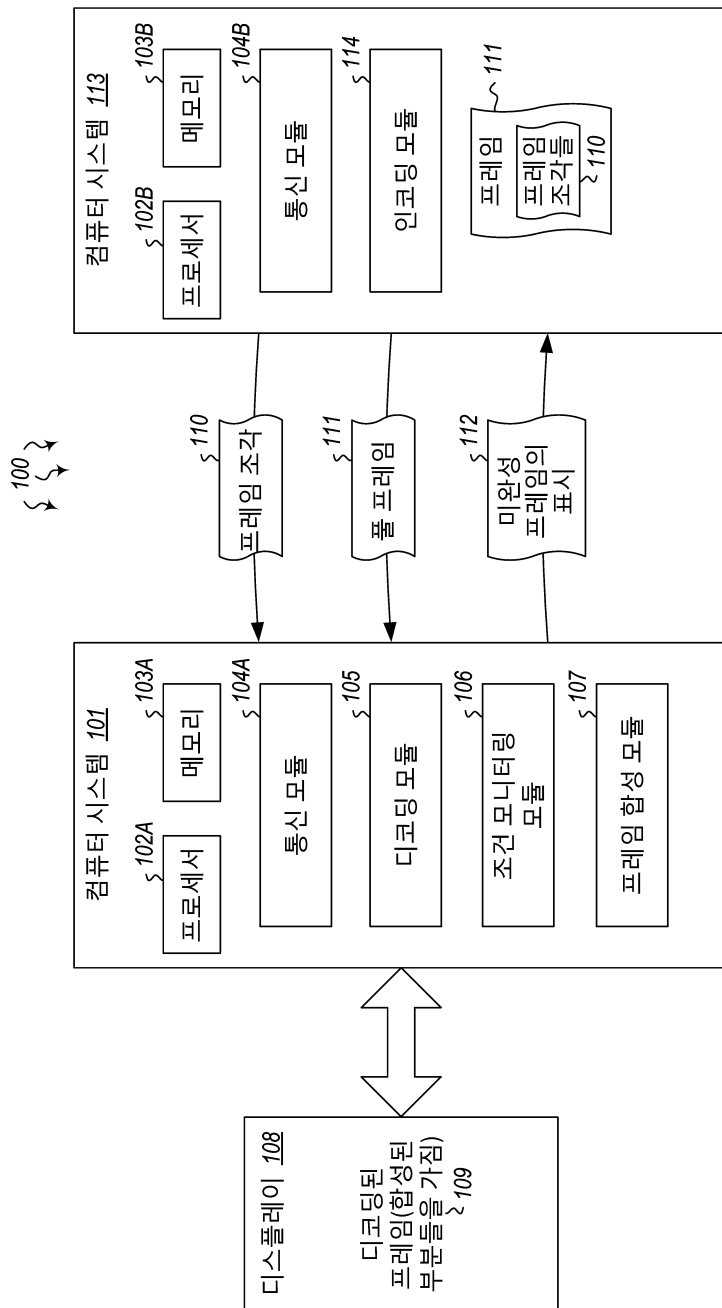 100
디스플레이 108
디코딩된
프레임(합성된
부분들을 가짐)
109
컴퓨터 시스템 101
102A
프로세서
103A
메모리
104A
통신 모듈
105
디코딩 모듈
106
조건 모니터링
모듈
107
프레임 합성 모듈
110
프레임 조각
111
풀 프레임
112
미완성
프레임의
표시
컴퓨터 시스템 113
102B
프로세서
103B
메모리
104B
통신 모듈
114
인코딩 모듈
111
프레임
프레임
조각들
110